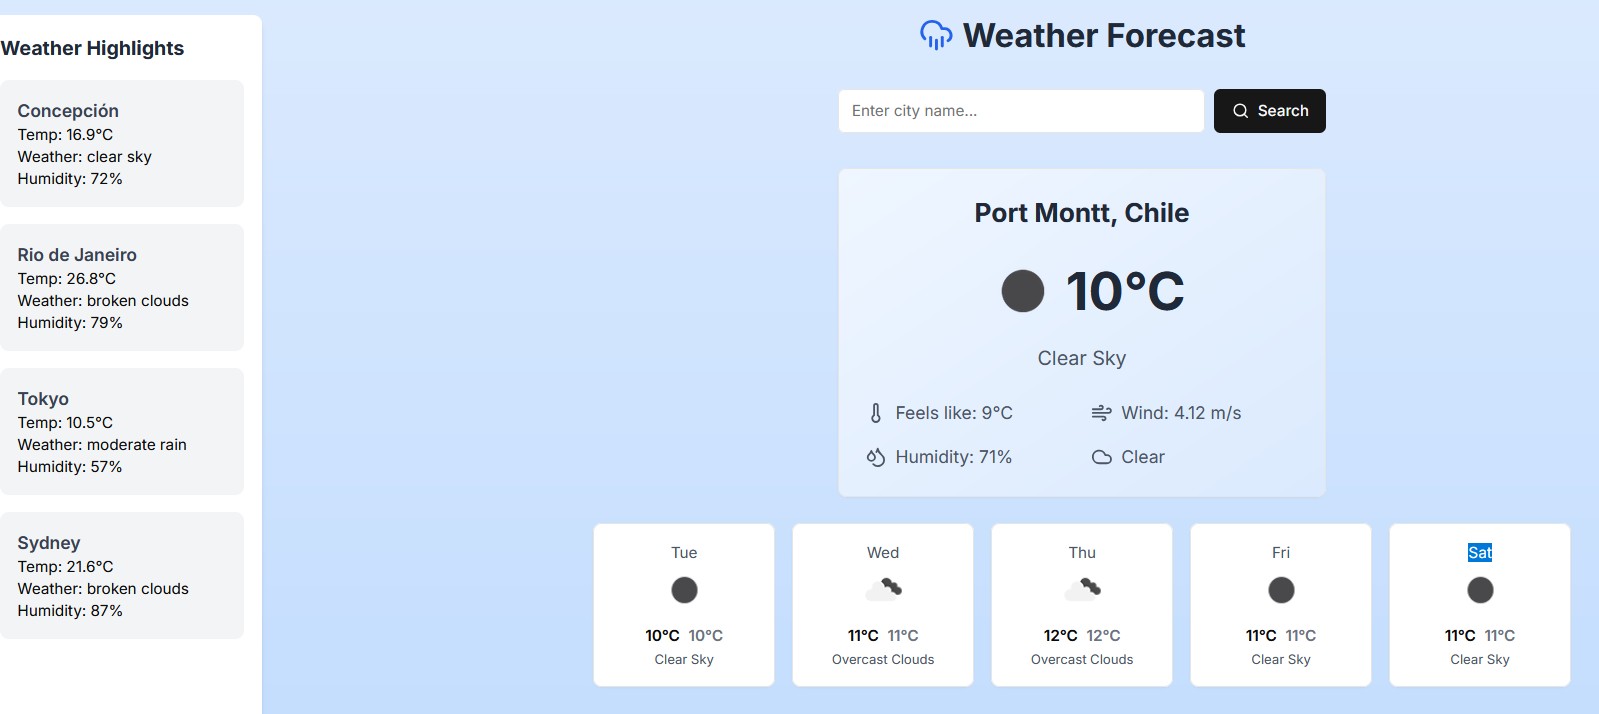 Weather Highlights
Concepción
Temp: 16.9°C
Weather: clear sky
Humidity: 72%
Rio de Janeiro
Temp: 26.8°C
Weather: broken clouds
Humidity: 79%
Tokyo
Temp: 10.5°C
Weather: moderate rain
Humidity: 57%
Sydney
Temp: 21.6°C
Weather: broken clouds
Humidity: 87%
Weather Forecast
Enter city name...
Search
Port Montt, Chile
10°C
Clear Sky
Feels like: 9°C
Wind: 4.12 m/s
Humidity: 71%
Clear
Tue
10°C 10°C
Clear Sky
Wed
11°C 11°C
Overcast Clouds
Thu
12°C 12°C
Overcast Clouds
Fri
11°C 11°C
Clear Sky
Sat
11°C 11°C
Clear Sky